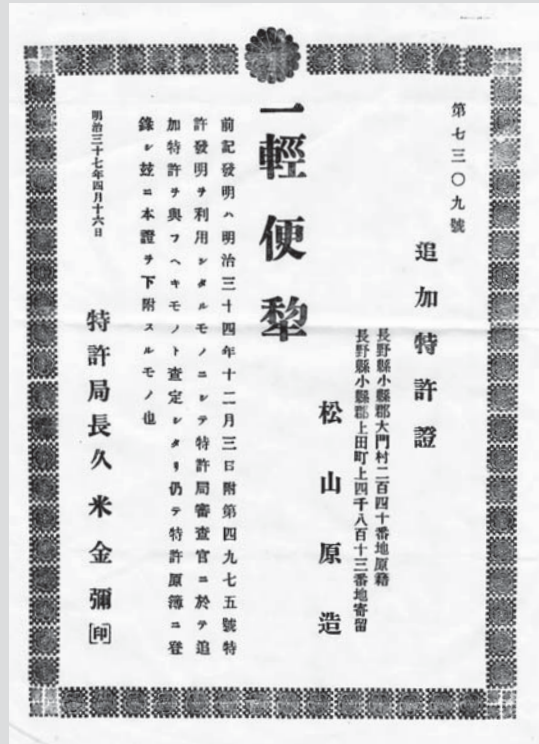 第七三〇九號
追加特許證
長野縣小縣郡大門村二百四十番地原籍
長野縣小縣郡上田町上四千八百十三番地寄留
松山原造
一輕便犂
前記發明ハ明治三十四年十二月三日附第四九七五號特
許發明ヲ利用シタルモノニシテ特許局審査官ニ於テ追
加特許ヲ與フヘキモノト査定シタリ仍テ特許原簿ニ登
錄シ玆ニ本證ヲ下附スルモノ也
明治三十七年四月十六日
特許局長久米金彌
[印]